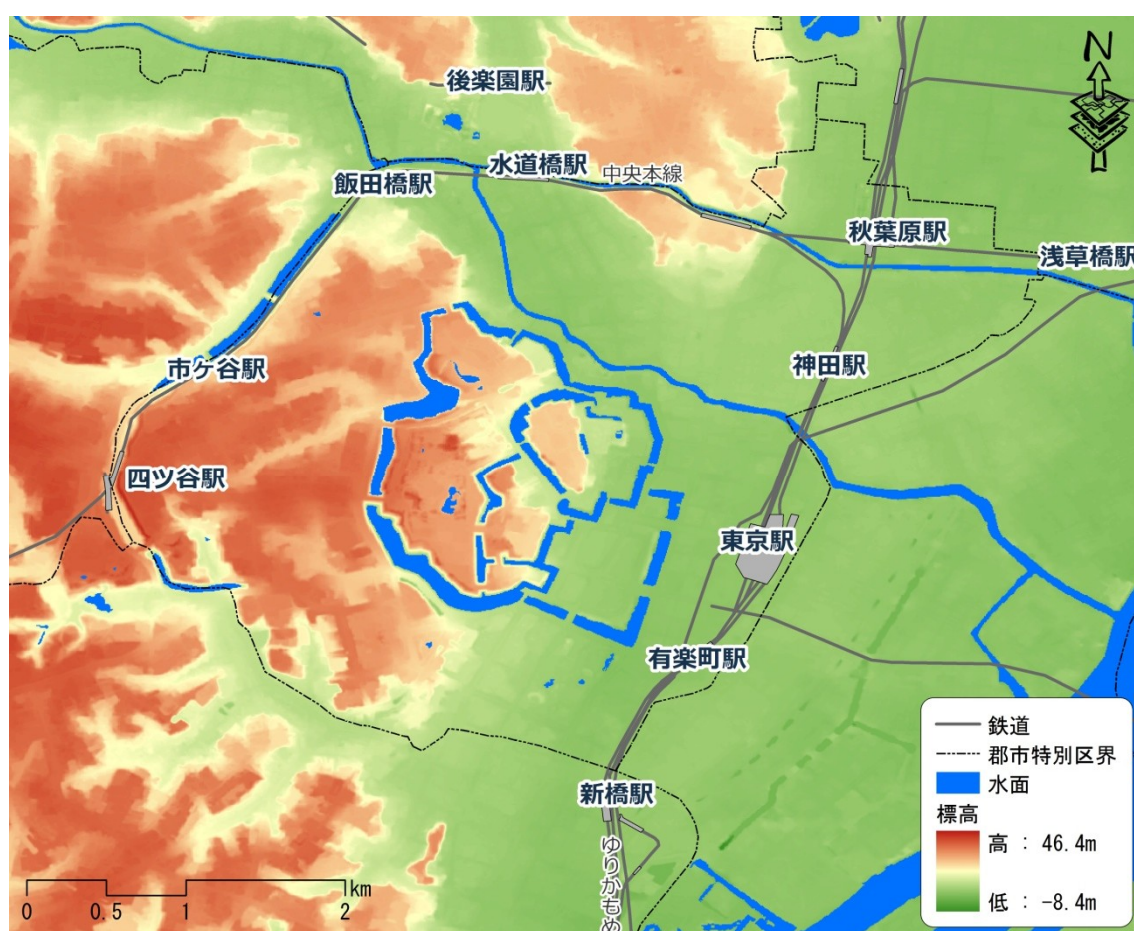 N
後楽園駅
水道橋駅
中央本線
飯田橋駅
秋葉原駅
浅草橋駅
市ケ谷駅
神田駅
四ツ谷駅
東京駅
有楽町駅
新橋駅
ゆりかもめ
鉄道
郡市特別区界
水面
標高
高 : 46.4m
低 : -8.4m
km
0 0.5 1 2